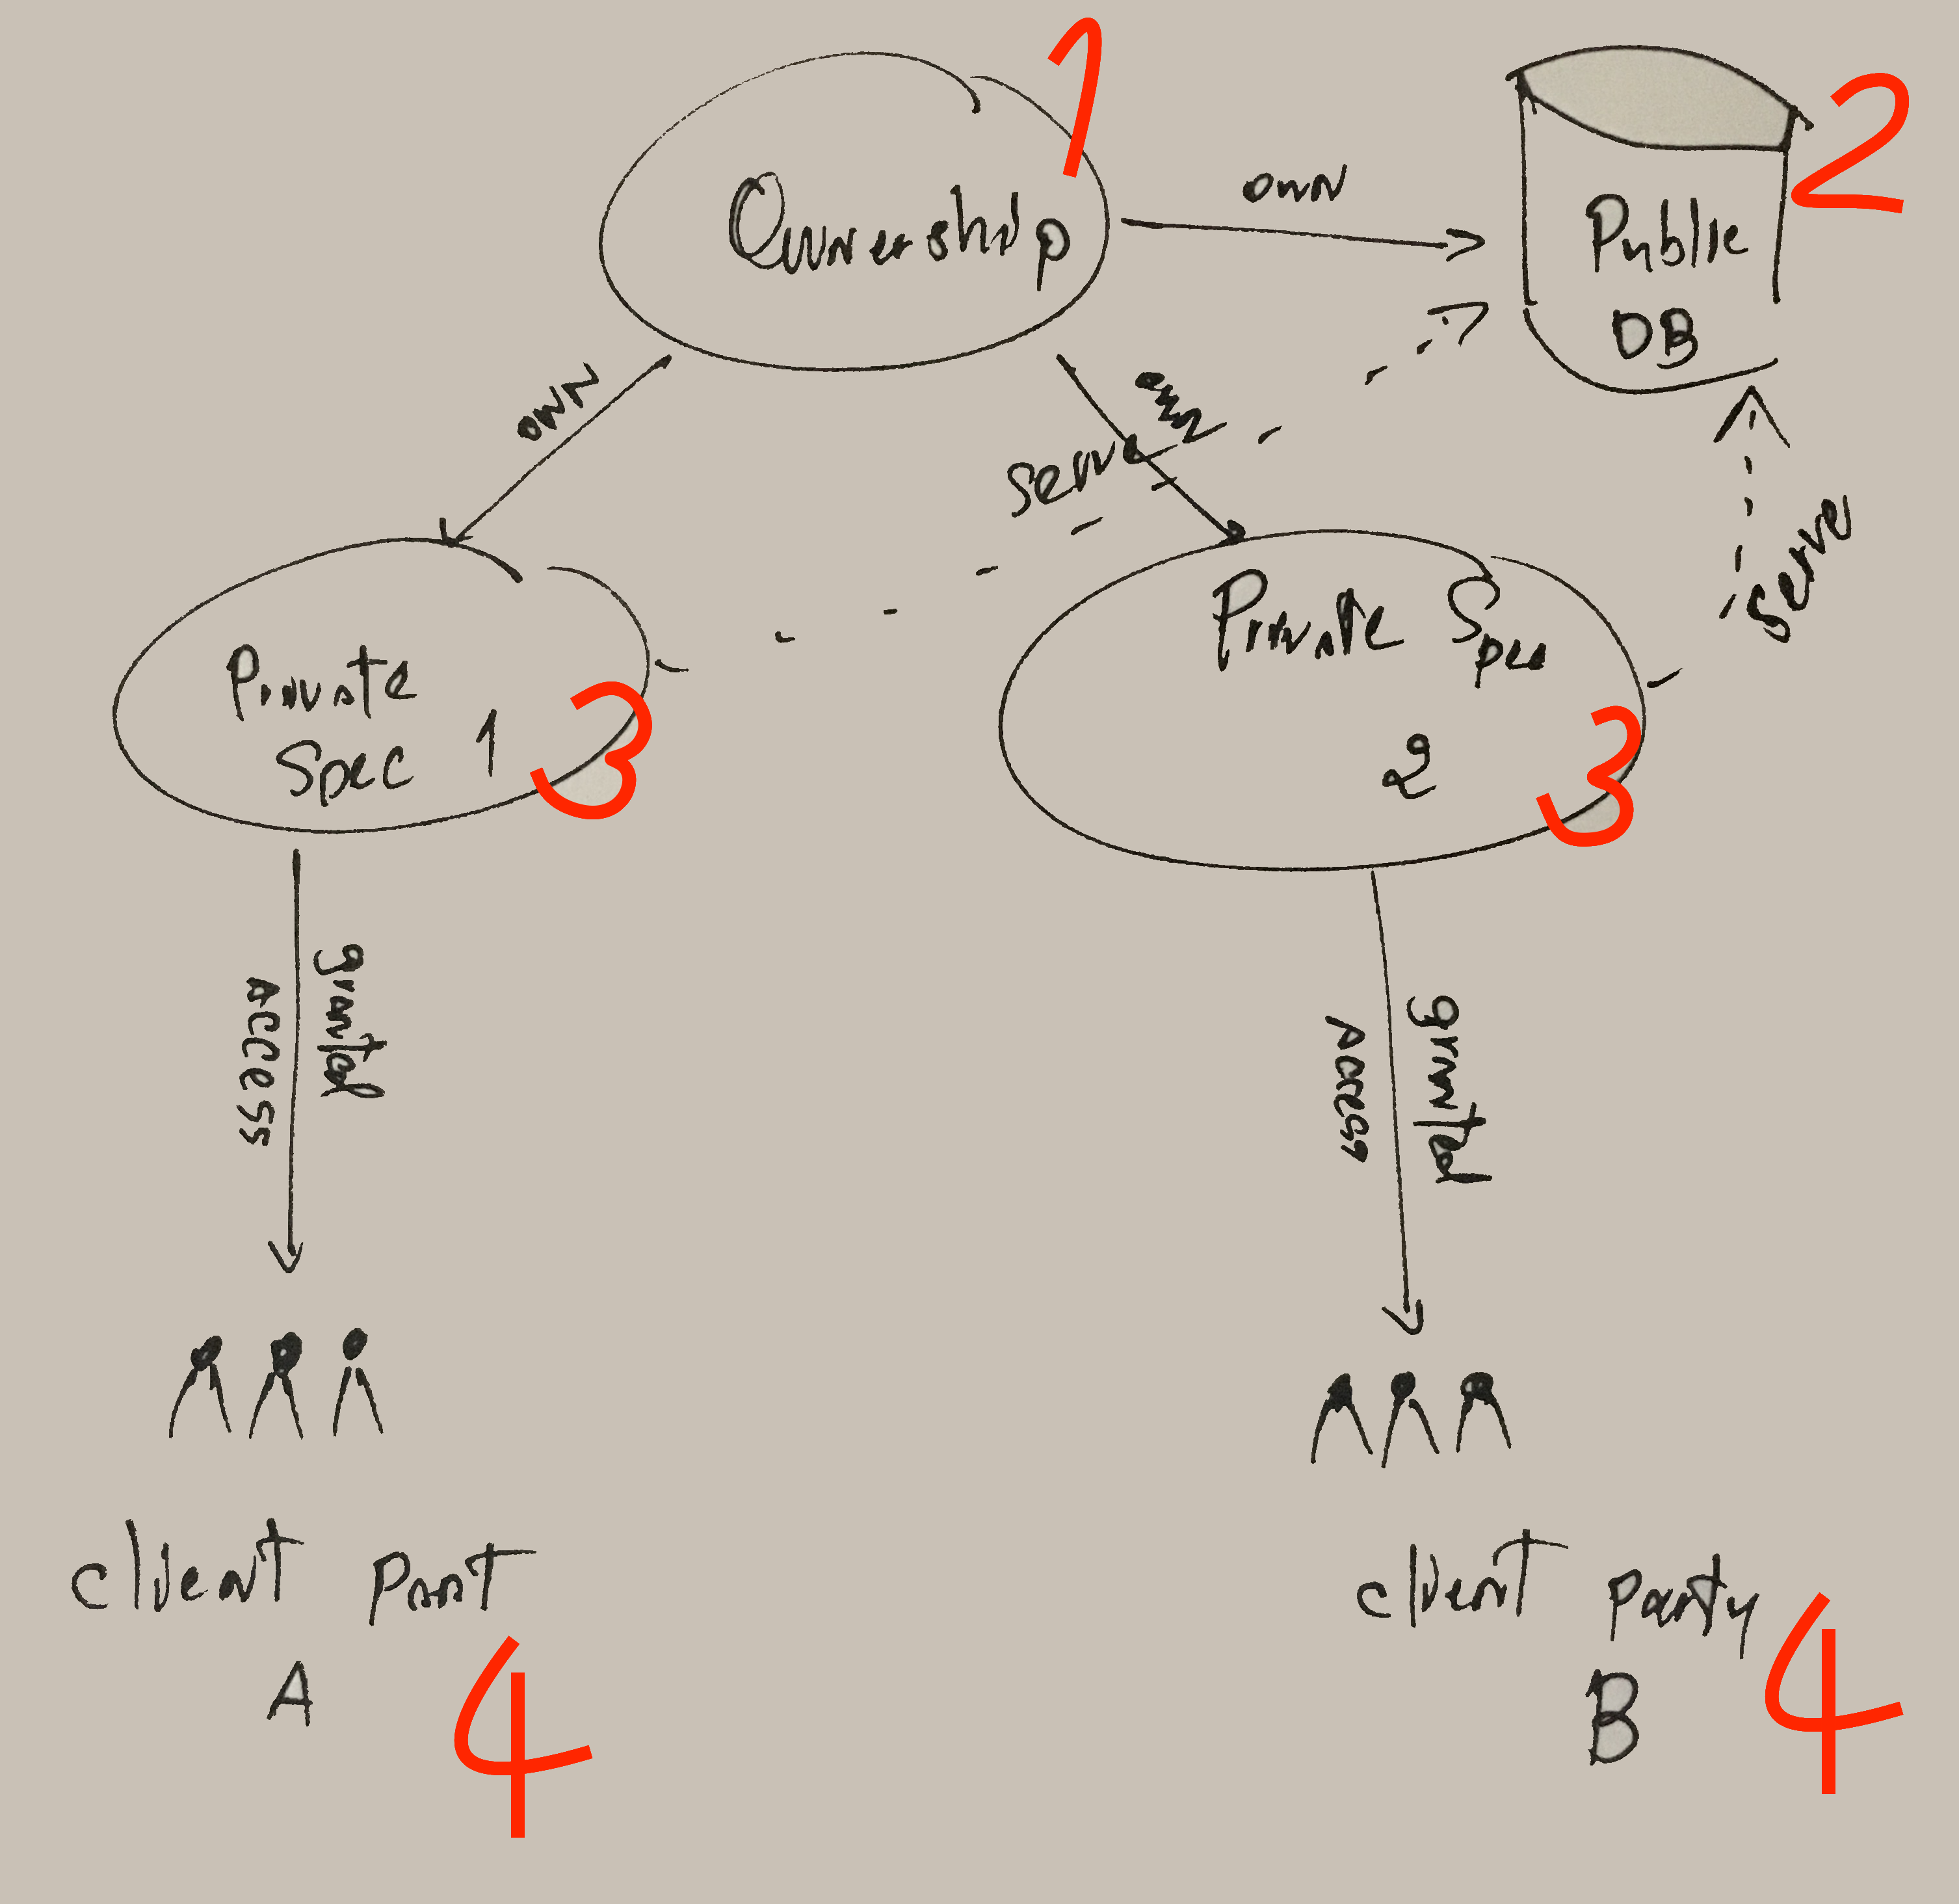 1
Ownership
2
own
Public
DB
own
own
serve
serve
Private
Spec 1
3
Private Spec
2
3
granted
access
granted
access
client Part
A
4
client party
B
4